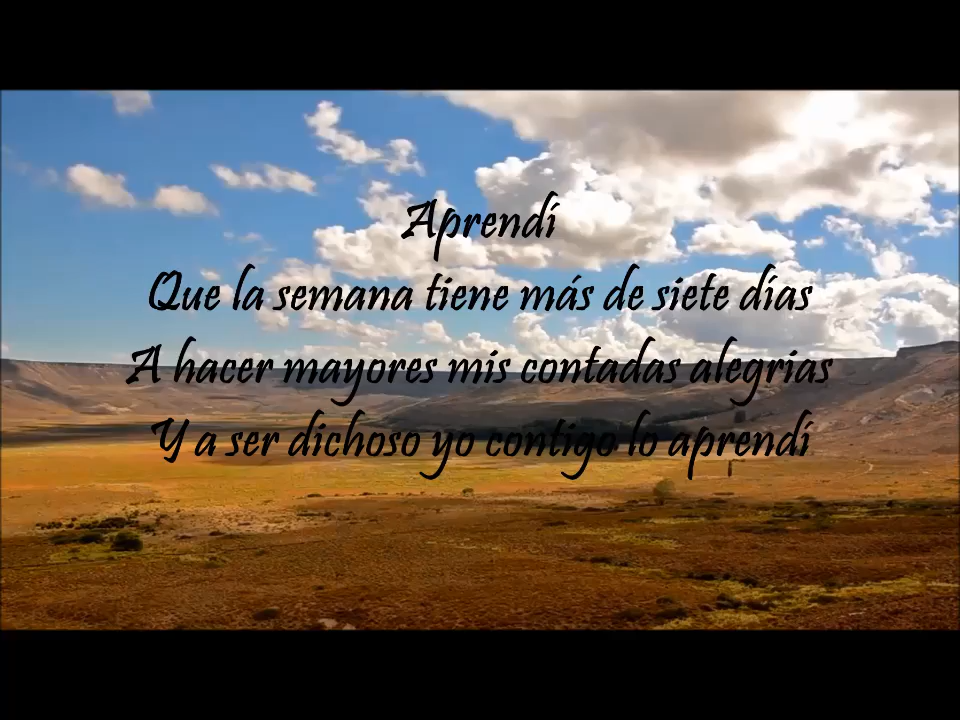 Aprendí
Que la semana tiene más de siete días
A hacer mayores mis contadas alegrias
Y a ser dichoso yo contigo lo aprendí